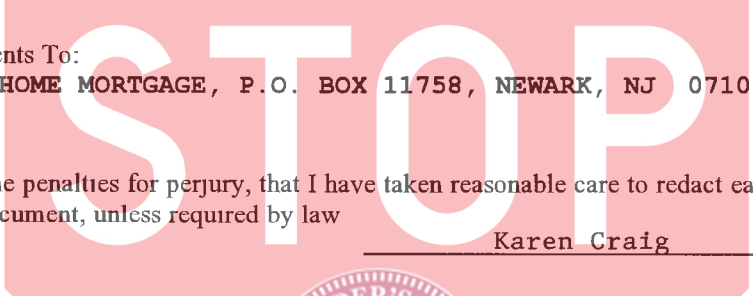 STOP
ents To:
HOME MORTGAGE, P.O. BOX 11758, NEWARK, NJ 0710
e penalties for perjury, that I have taken reasonable care to redact ea
cument, unless required by law
Karen Craig